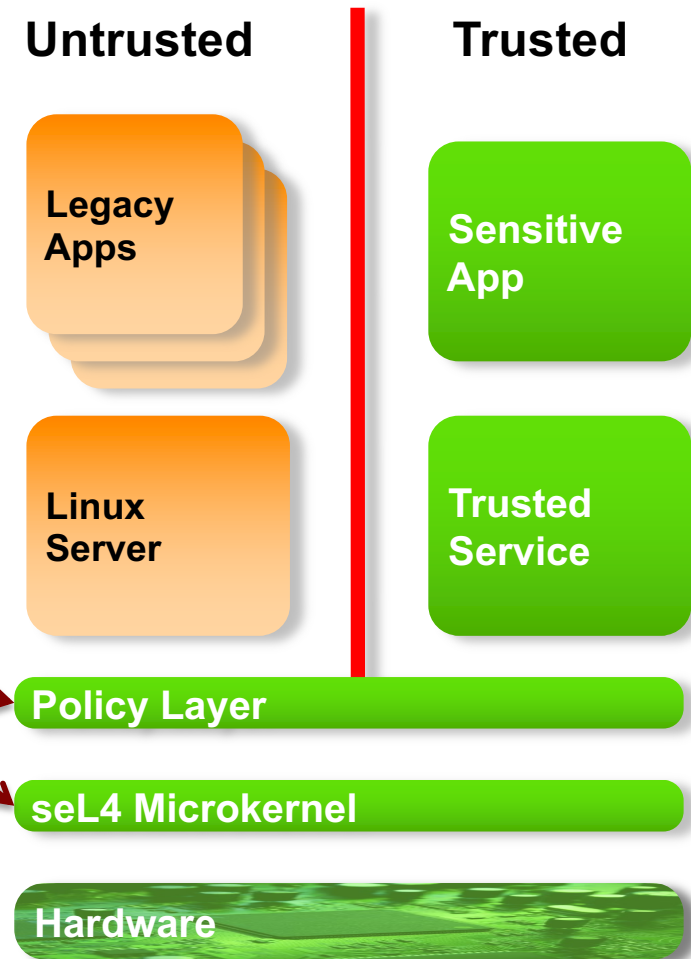 Untrusted
Trusted
Legacy
Apps
Sensitive
App
Linux
Server
Trusted
Service
Policy Layer
seL4 Microkernel
Hardware